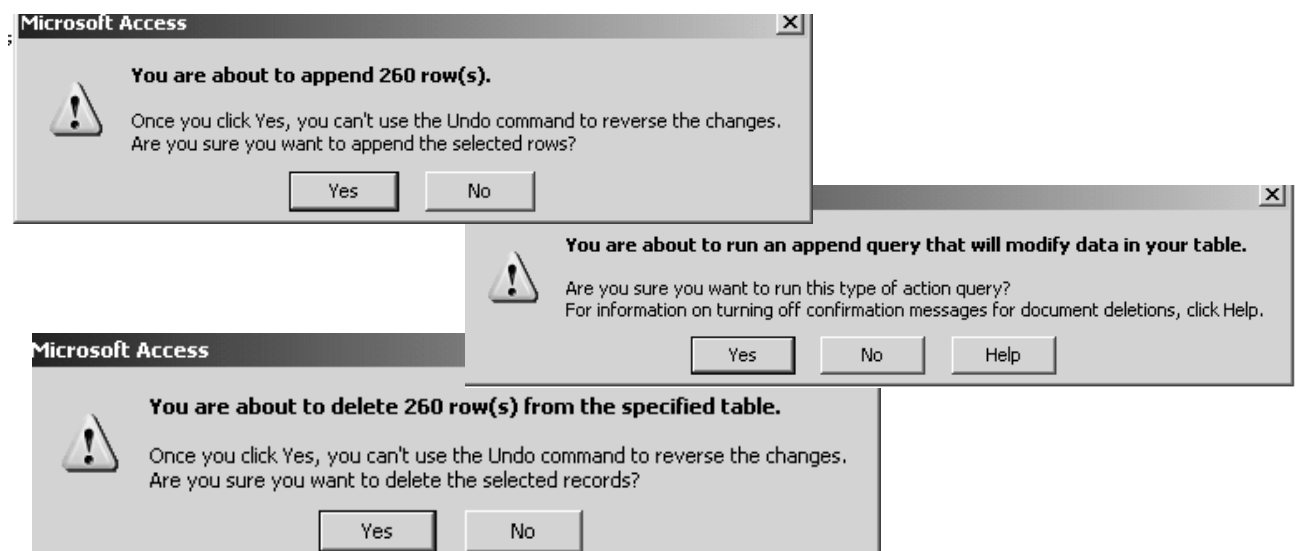 Microsoft Access
You are about to append 260 row(s).
Once you click Yes, you can't use the Undo command to reverse the changes.
Are you sure you want to append the selected rows?
Yes No
You are about to run an append query that will modify data in your table.
Are you sure you want to run this type of action query?
For information on turning off confirmation messages for document deletions, click Help.
Yes No Help
Microsoft Access
You are about to delete 260 row(s) from the specified table.
Once you click Yes, you can't use the Undo command to reverse the changes.
Are you sure you want to delete the selected records?
Yes No